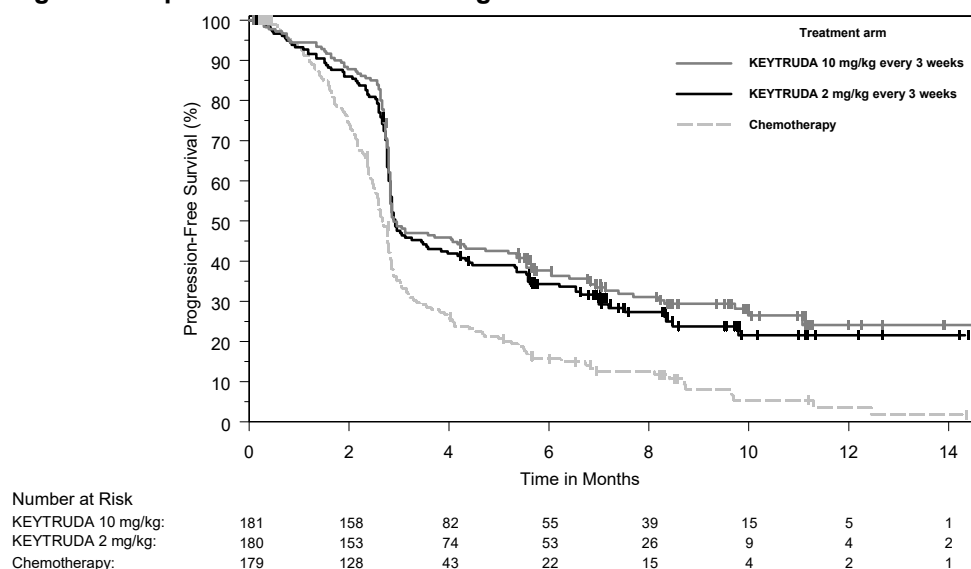 100
90
80
70
60
50
40
30
20
10
0
Progression-Free Survival (%)
Treatment arm
KEYTRUDA 10 mg/kg every 3 weeks
KEYTRUDA 2 mg/kg every 3 weeks
Chemotherapy
0 2 4 6 8 10 12 14
Time in Months
Number at Risk
KEYTRUDA 10 mg/kg: 181 158 82 55 39 15 5 1
KEYTRUDA 2 mg/kg: 180 153 74 53 26 9 4 2
Chemotherapy: 179 128 43 22 15 4 2 1